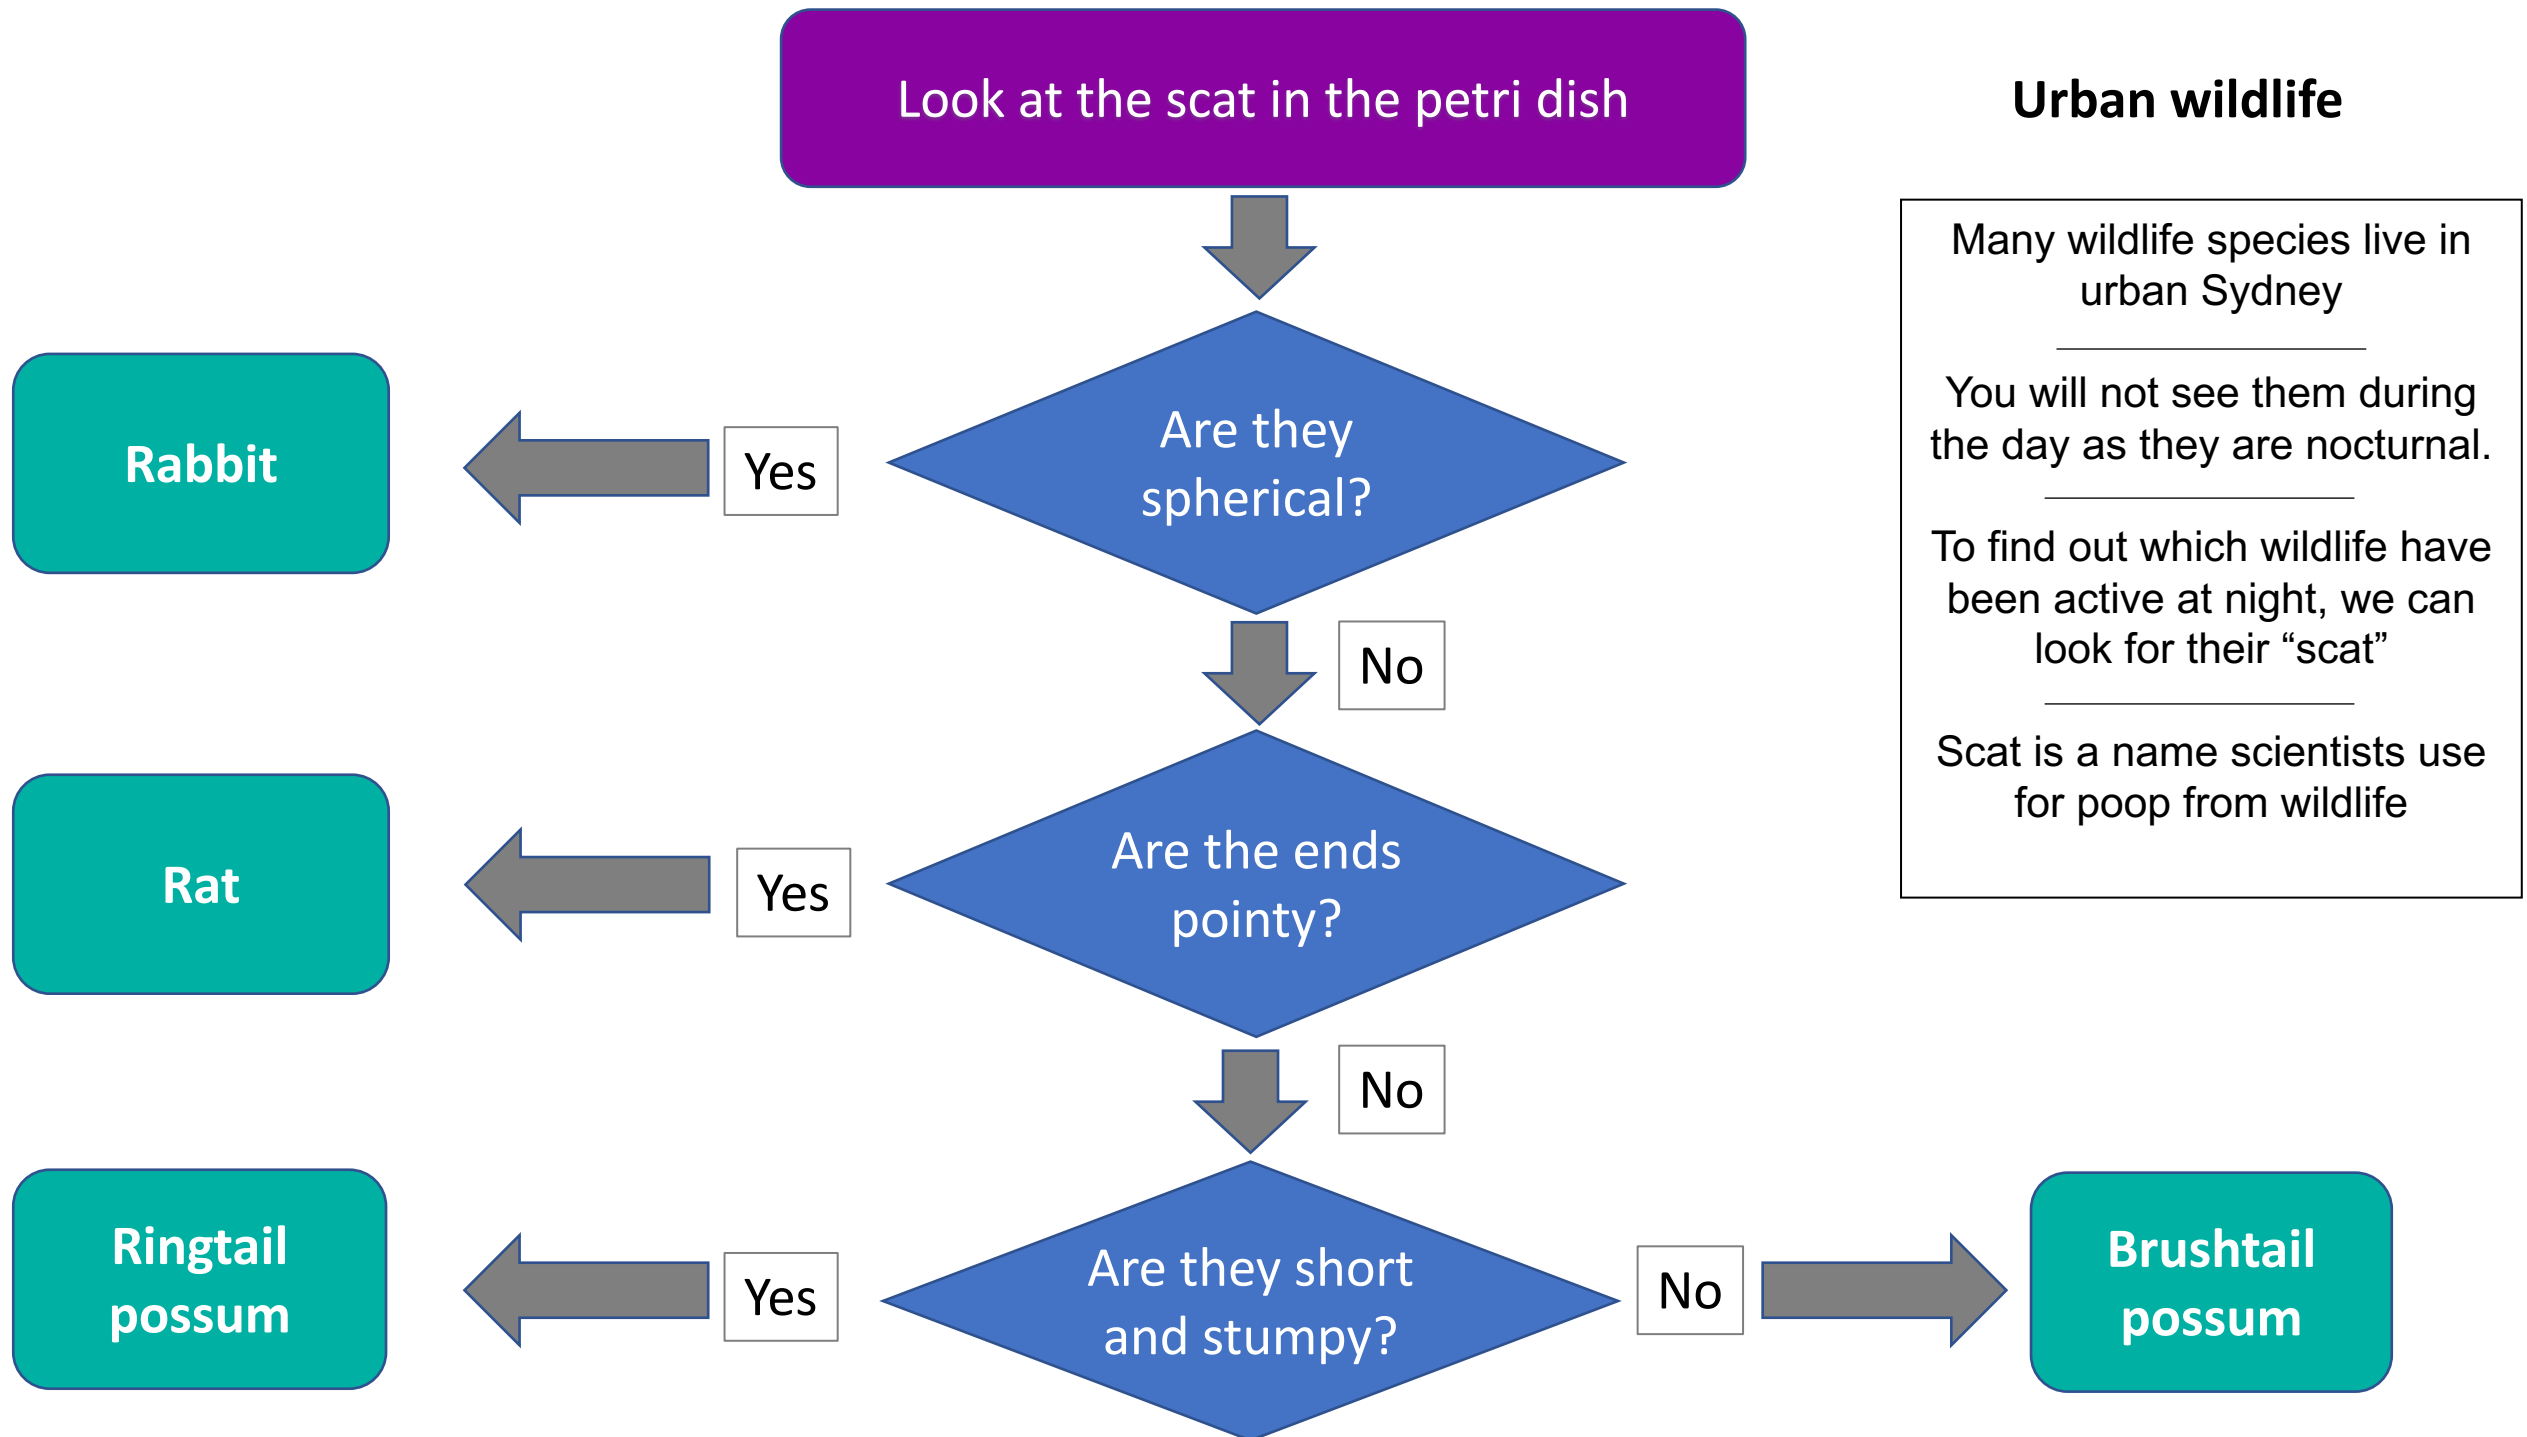 Look at the scat in the petri dish
Urban wildlife
Many wildlife species live in
urban Sydney
You will not see them during
the day as they are nocturnal.
To find out which wildlife have
been active at night, we can
look for their “scat”
Scat is a name scientists use
for poop from wildlife
Are they
spherical?
Yes
Rabbit
No
Are the ends
pointy?
Yes
Rat
No
Are they short
and stumpy?
Yes
Ringtail
possum
No
Brushtail
possum